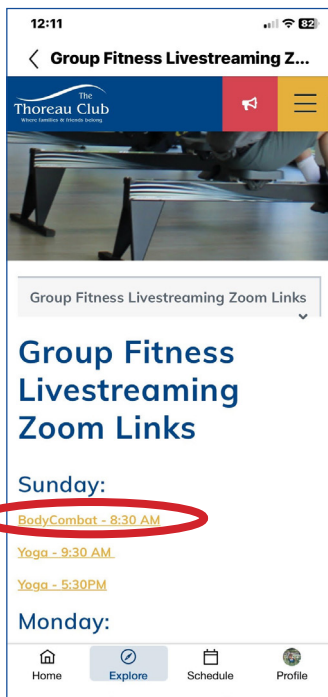 12:11
82
Group Fitness Livestreaming Z...
The
Thoreau Club
Where families & friends belong
Group Fitness Livestreaming Zoom Links
Group Fitness
Livestreaming
Zoom Links
Sunday:
BodyCombat - 8:30 AM
Yoga - 9:30 AM
Yoga - 5:30PM
Monday:
Home
Explore
Schedule
Profile